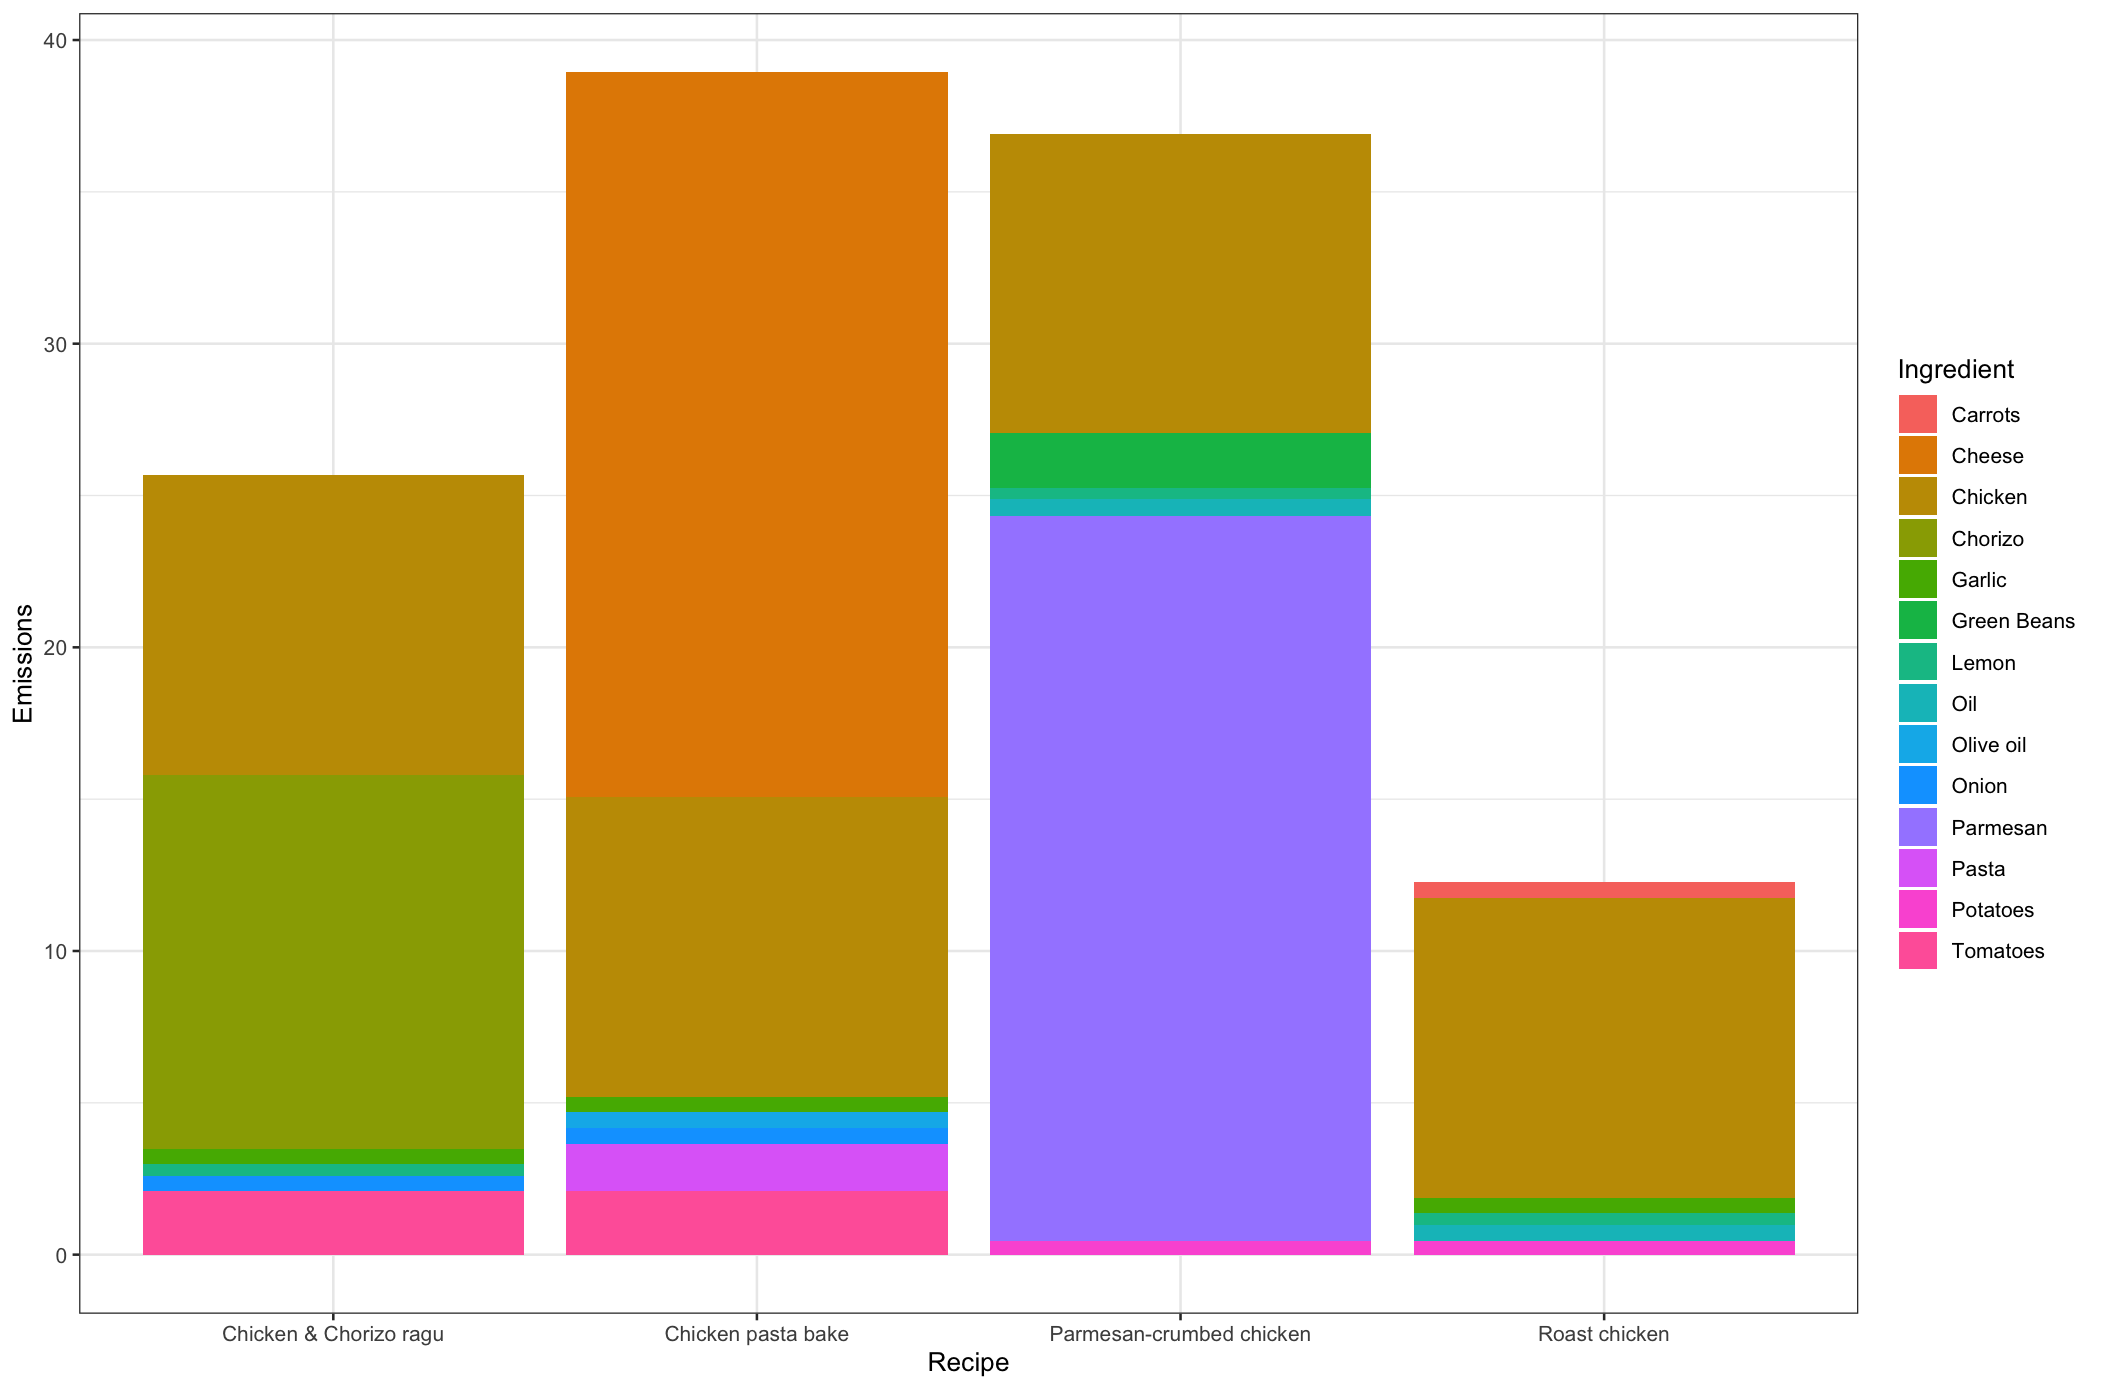 40
30
20
10
0
Emissions
Chicken & Chorizo ragu
Chicken pasta bake
Parmesan-crumbed chicken
Roast chicken
Recipe
Ingredient
Carrots
Cheese
Chicken
Chorizo
Garlic
Green Beans
Lemon
Oil
Olive oil
Onion
Parmesan
Pasta
Potatoes
Tomatoes